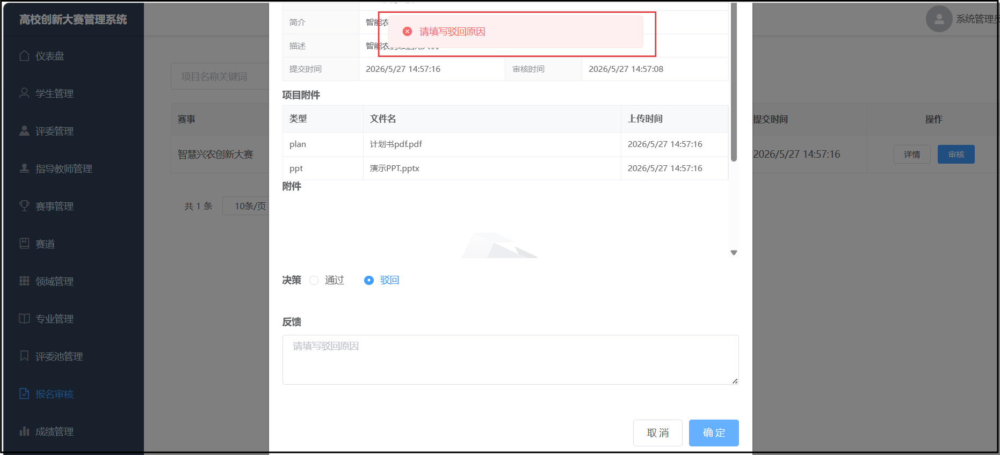 高校创新大赛管理系统
系统管理员
仪表盘
学生管理
评委管理
指导教师管理
赛事管理
赛道
领域管理
专业管理
评委池管理
报名审核
成绩管理
项目名称关键词
赛事
提交时间
操作
智慧兴农创新大赛
2026/5/27 14:57:16
详情
审核
共 1 条
10条/页
请填写驳回原因
简介
智能农
描述
智能农
提交时间
2026/5/27 14:57:16
审核时间
2026/5/27 14:57:08
项目附件
类型
文件名
上传时间
plan
计划书pdf.pdf
2026/5/27 14:57:16
ppt
演示PPT.pptx
2026/5/27 14:57:16
附件
决策
通过
驳回
反馈
请填写驳回原因
取消
确定